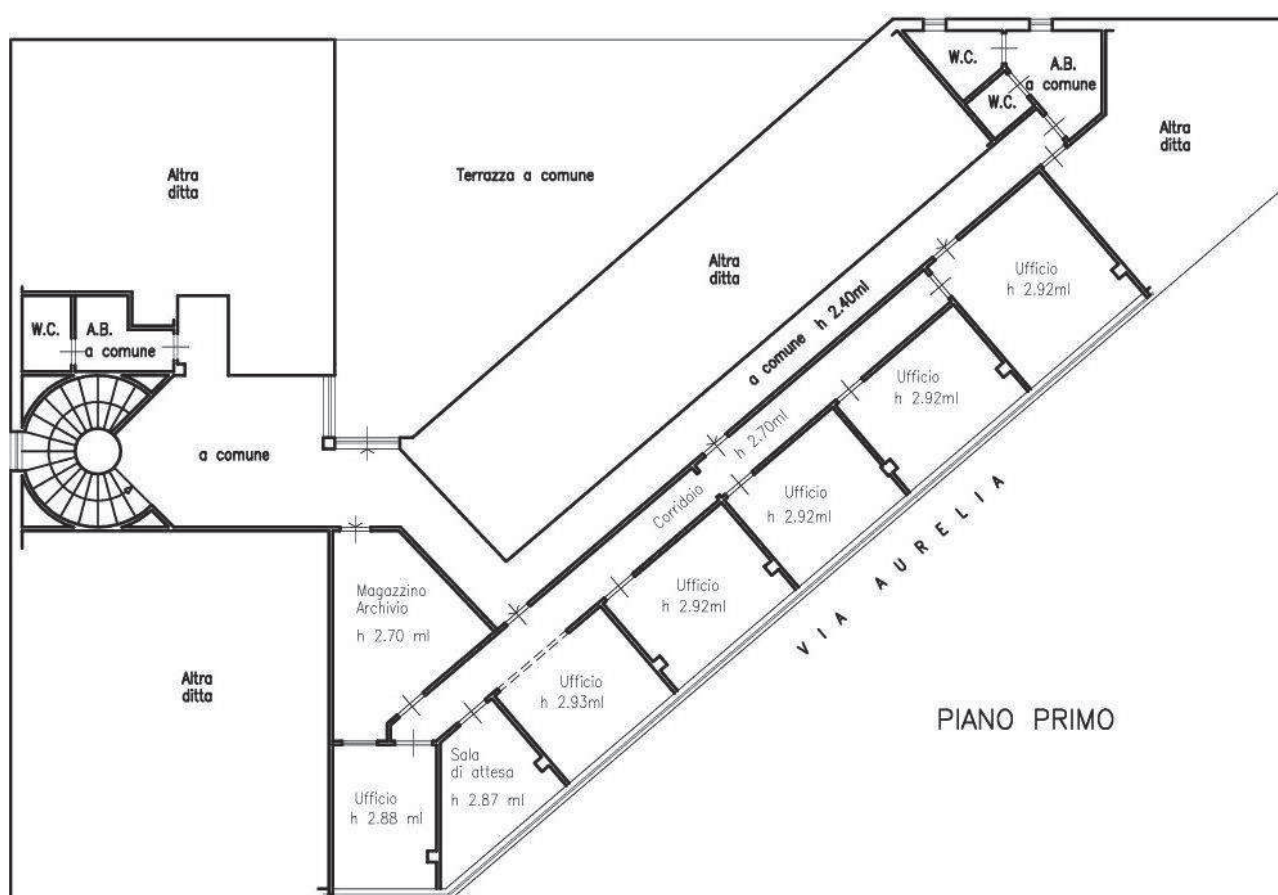 W.C.
A.B.
a comune
W.C.
Altra
ditta
Altra
ditta
Terrazza a comune
Altra
ditta
Ufficio
h 2.92ml
W.C.
A.B.
a comune
a comune h 2.40ml
Ufficio
h 2.92ml
h 2.70ml
Corridoio
a comune
Ufficio
h 2.92ml
Ufficio
h 2.92ml
Magazzino
Archivio
h 2.70 ml
VIA AURELIA
Altra
ditta
Ufficio
h 2.93ml
PIANO PRIMO
Sala
di attesa
h 2.87 ml
Ufficio
h 2.88 ml